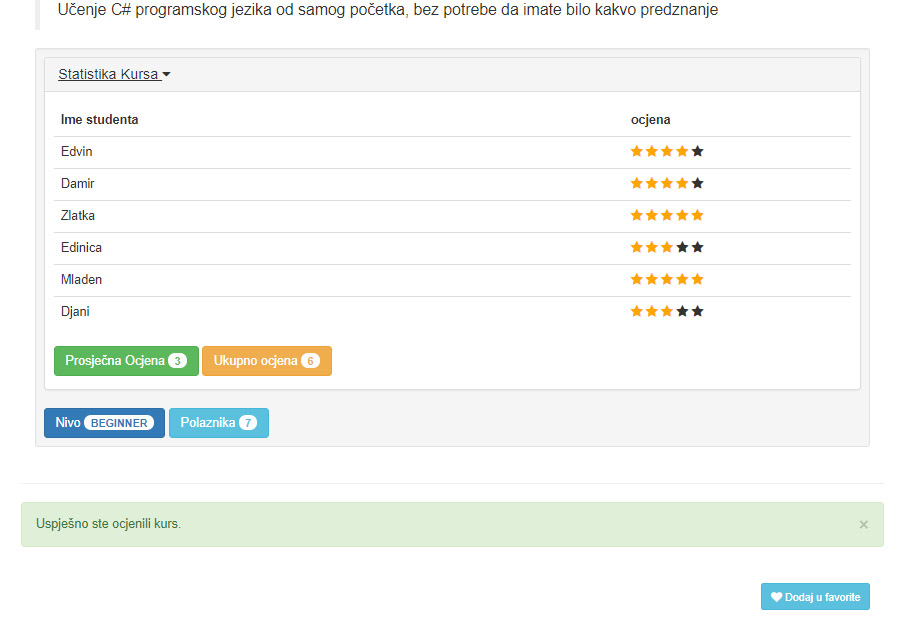 Učenje C# programskog jezika od samog početka, bez potrebe da imate bilo kakvo predznanje
Statistika Kursa
Ime studenta ocjena
Edvin
Damir
Zlatka
Edinica
Mladen
Djani
Prosječna Ocjena 3 Ukupno ocjena 6
Nivo BEGINNER Polaznika 7
Uspješno ste ocjenili kurs. ×
Dodaj u favorite